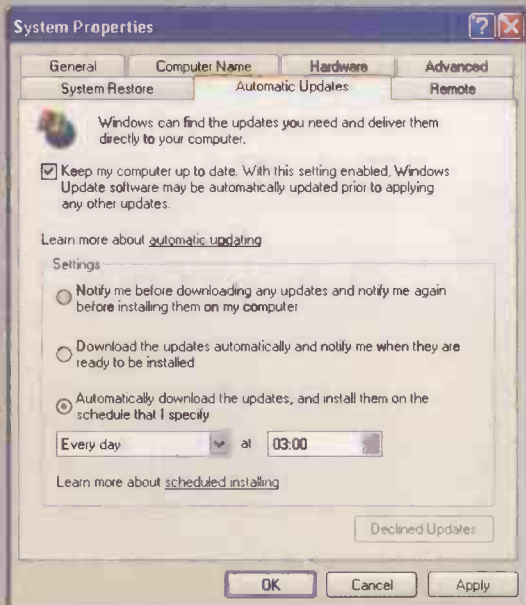 System Properties
General
Computer Name
Hardware
Advanced
System Restore
Automatic Updates
Remote
Windows can find the updates you need and deliver them
directly to your computer.
Keep my computer up to date. With this setting enabled, Windows
Update software may be automatically updated prior to applying
any other updates.
Learn more about automatic updating
Settings
Notify me before downloading any updates and notify me again
before installing them on my computer
Download the updates automatically and notify me when they are
ready to be installed
Automatically download the updates, and install them on the
schedule that I specify
Every day
at
03:00
Learn more about scheduled installing
Declined Updates
OK
Cancel
Apply